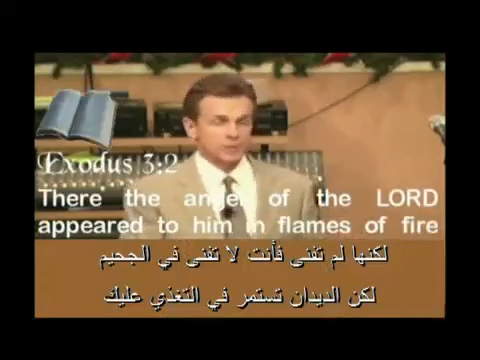 Exodus 3:2
There the angel of the LORD
appeared to him in flames of fire
لكنها لم تفنى فأنت لا تفنى في الجحيم
لكن الديدان تستمر في التغذي عليك